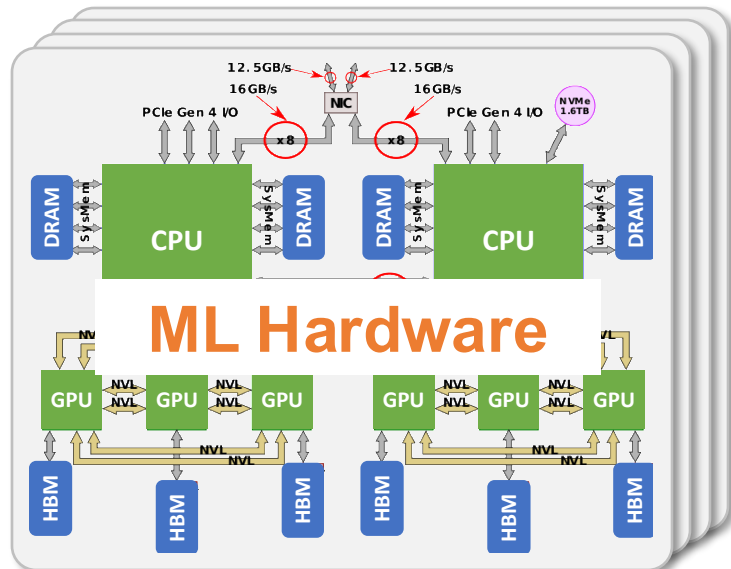 12.5GB/s
12.5GB/s
16GB/s
NIC
16GB/s
NVMe
1.6TB
PCIe Gen 4 I/O
PCIe Gen 4 I/O
x8
x8
DRAM
SysMem
CPU
SysMem
DRAM
DRAM
SysMem
CPU
SysMem
DRAM
ML Hardware
GPU
NVL
NVL
GPU
NVL
NVL
GPU
GPU
NVL
NVL
GPU
NVL
NVL
GPU
NVL
NVL
NVL
NVL
HBM
HBM
HBM
HBM
HBM
HBM